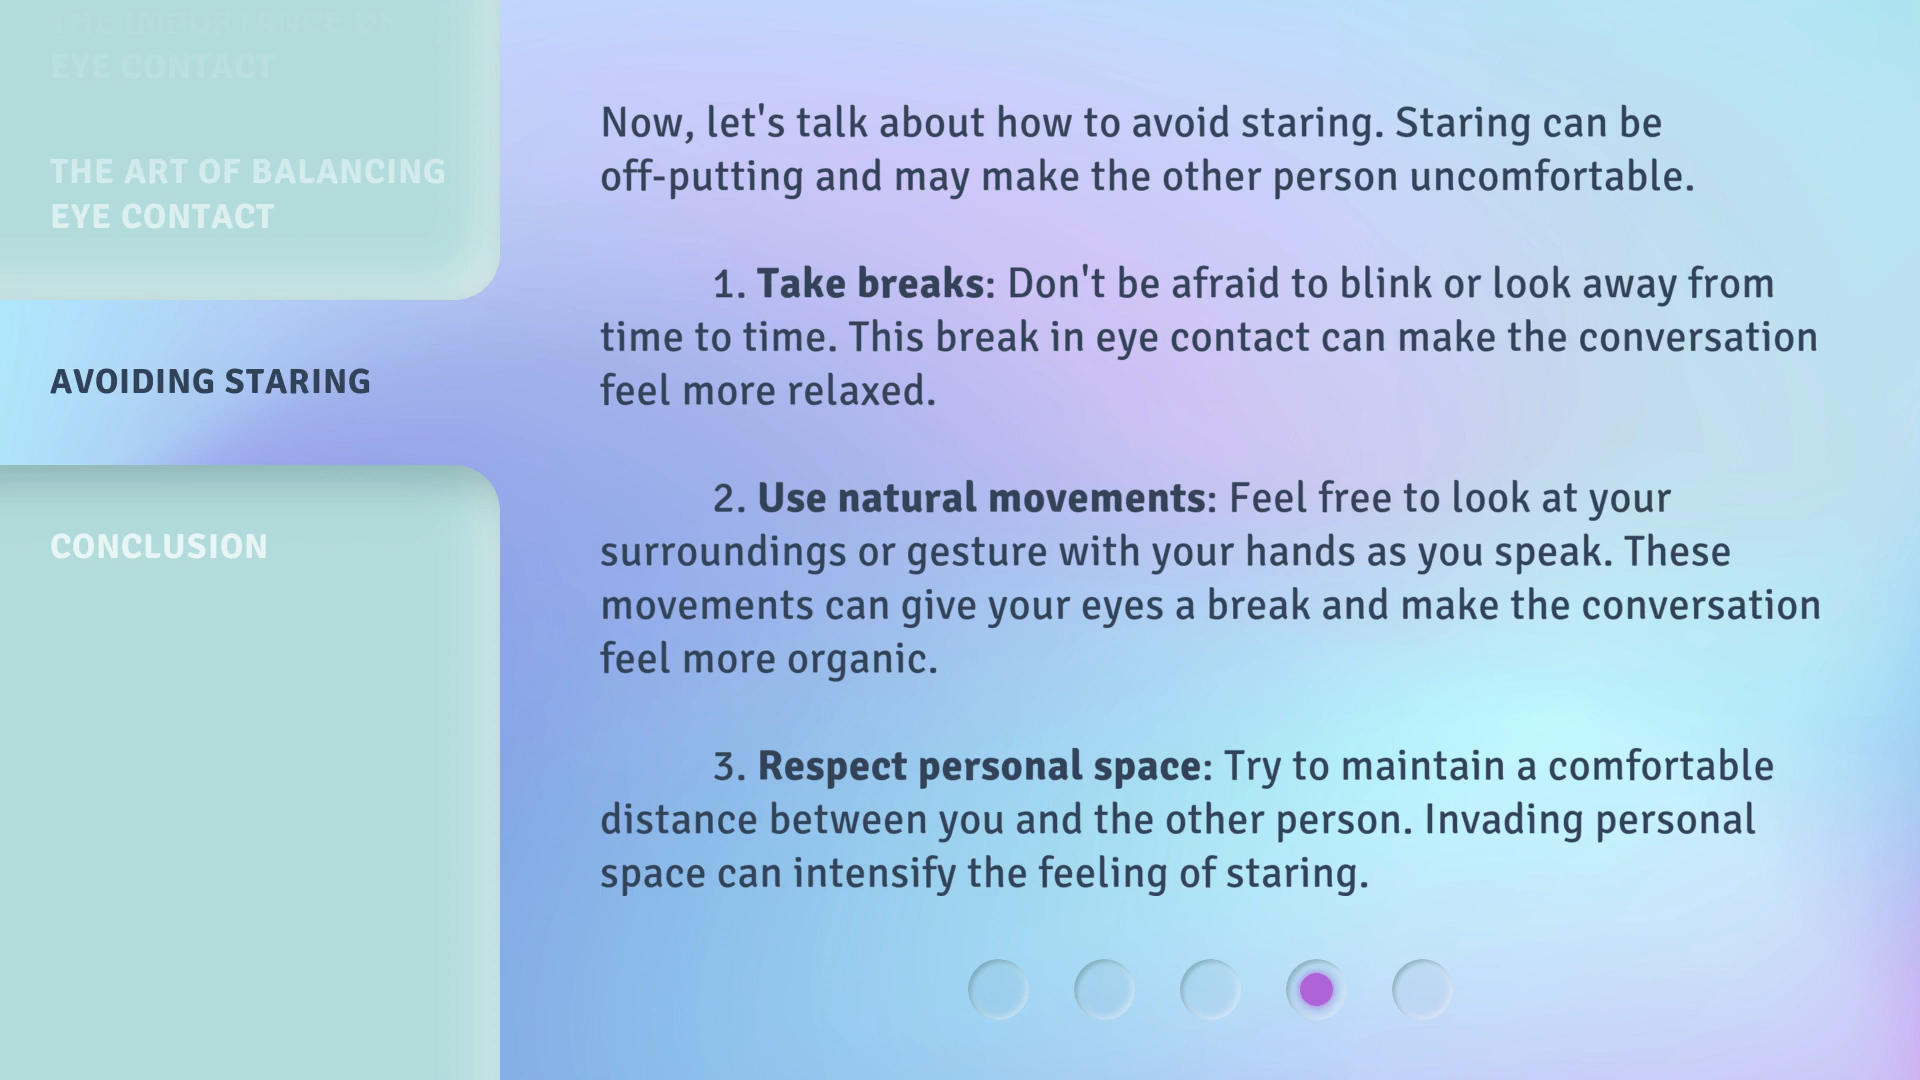 THE IMPORTANCE OF
EYE CONTACT
THE ART OF BALANCING
EYE CONTACT
AVOIDING STARING
CONCLUSION
Now, let's talk about how to avoid staring. Staring can be
off-putting and may make the other person uncomfortable.
1. Take breaks: Don't be afraid to blink or look away from
time to time. This break in eye contact can make the conversation
feel more relaxed.
2. Use natural movements: Feel free to look at your
surroundings or gesture with your hands as you speak. These
movements can give your eyes a break and make the conversation
feel more organic.
3. Respect personal space: Try to maintain a comfortable
distance between you and the other person. Invading personal
space can intensify the feeling of staring.